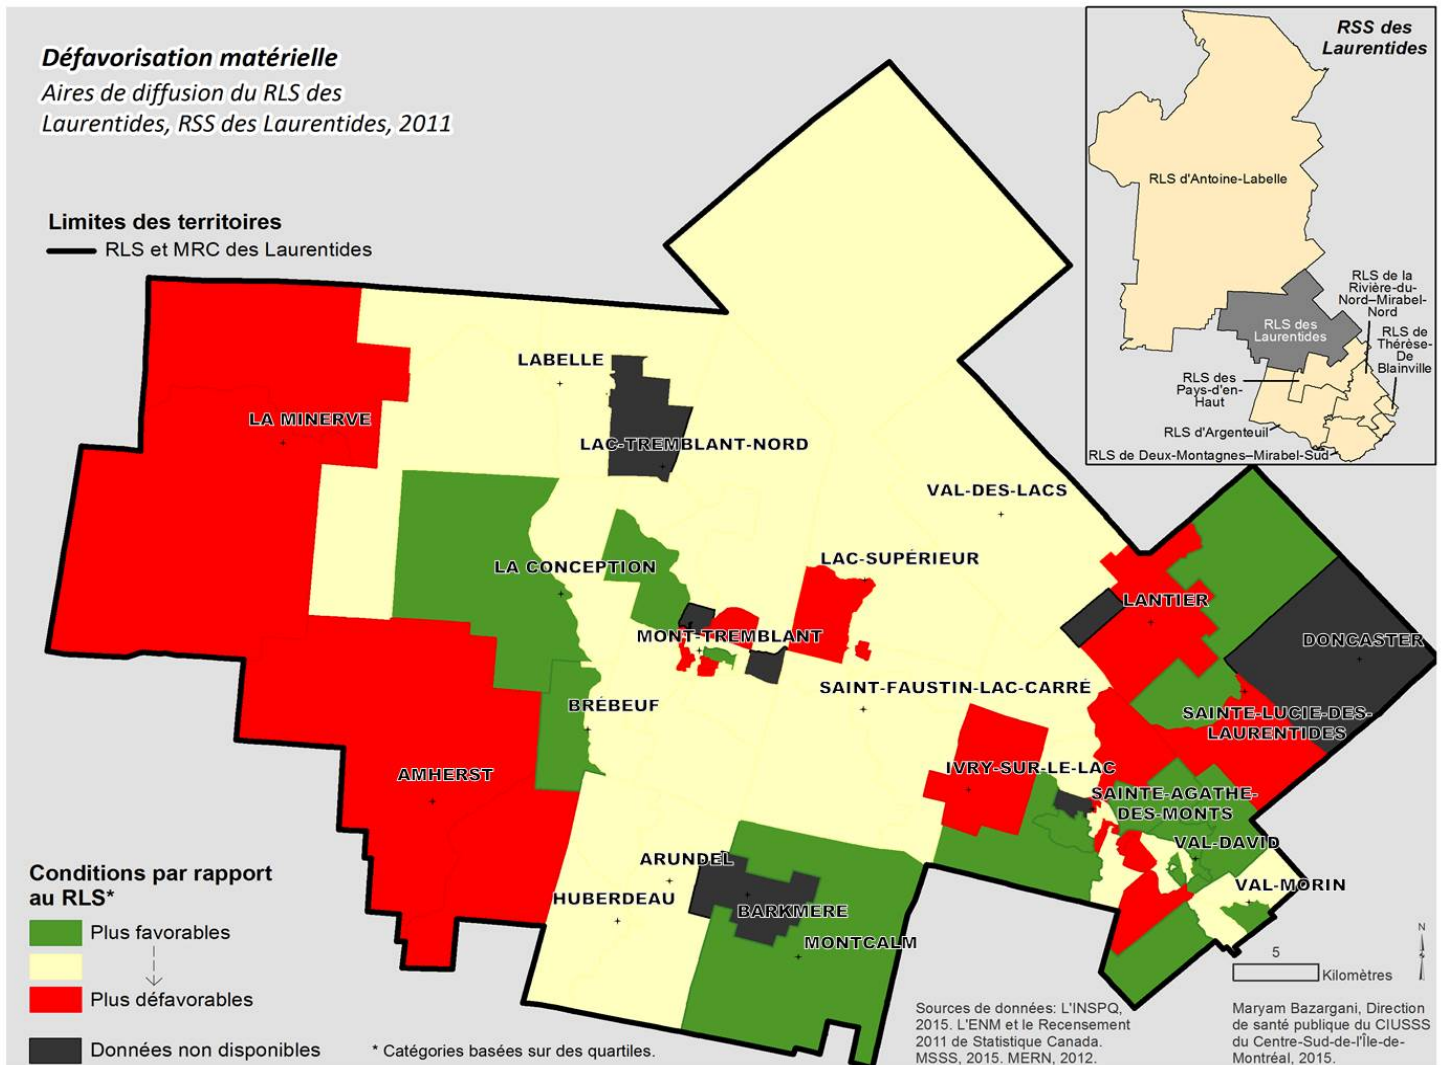 Défavorisation matérielle
Aires de diffusion du RLS des
Laurentides, RSS des Laurentides, 2011
Limites des territoires
RLS et MRC des Laurentides
RSS des
Laurentides
RLS d'Antoine-Labelle
RLS de la
Rivière-du-
Nord–Mirabel-
Nord
RLS des
Laurentides
RLS de
Thérèse-
De
Blainville
RLS des
Pays-d'en-
Haut
RLS d'Argenteuil
RLS de Deux-Montagnes–Mirabel-Sud
LABELLE
LA MINERVE
LAC-TREMBLANT-NORD
VAL-DES-LACS
LAC-SUPÉRIEUR
LA CONCEPTION
LANTIER
MONT-TREMBLANT
DONCASTER
SAINT-FAUSTIN-LAC-CARRÉ
BRÉBEUF
SAINTE-LUCIE-DES-
LAURENTIDES
AMHERST
IVRY-SUR-LE-LAC
SAINTE-AGATHE-
DES-MONTS
VAL-DAVID
ARUNDEL
VAL-MORIN
HUBERDEAU
BARKMERE
MONTCALM
Conditions par rapport
au RLS*
Plus favorables
Plus défavorables
Données non disponibles
* Catégories basées sur des quartiles.
N
5
Kilomètres
Sources de données: L'INSPQ,
2015. L'ENM et le Recensement
2011 de Statistique Canada.
MSSS, 2015. MERN, 2012.
Maryam Bazargani, Direction
de santé publique du CIUSSS
du Centre-Sud-de-l'Île-de-
Montréal, 2015.